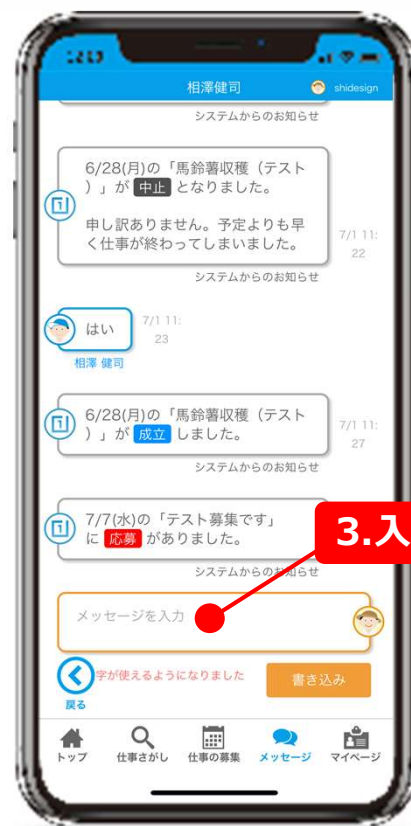 相澤健司
shidesign
システムからのお知らせ
6/28(月)の「馬鈴薯収穫（テスト
）」が 中止 となりました。
申し訳ありません。予定よりも早
く仕事が終わってしまいました。
7/1 11:
22
システムからのお知らせ
はい
7/1 11:
23
相澤 健司
6/28(月)の「馬鈴薯収穫（テスト
）」が 成立 しました。
7/1 11:
27
システムからのお知らせ
7/7(水)の「テスト募集です」
に 応募 がありました。
3.入
システムからのお知らせ
メッセージを入力
字が使えるようになりました
書き込み
戻る
トップ
仕事さがし
仕事の募集
メッセージ
マイページ